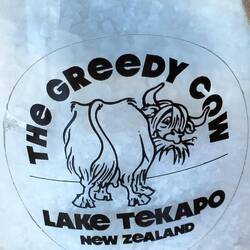 THE GREEDY COW
LAKE TEKAPO
NEW ZEALAND